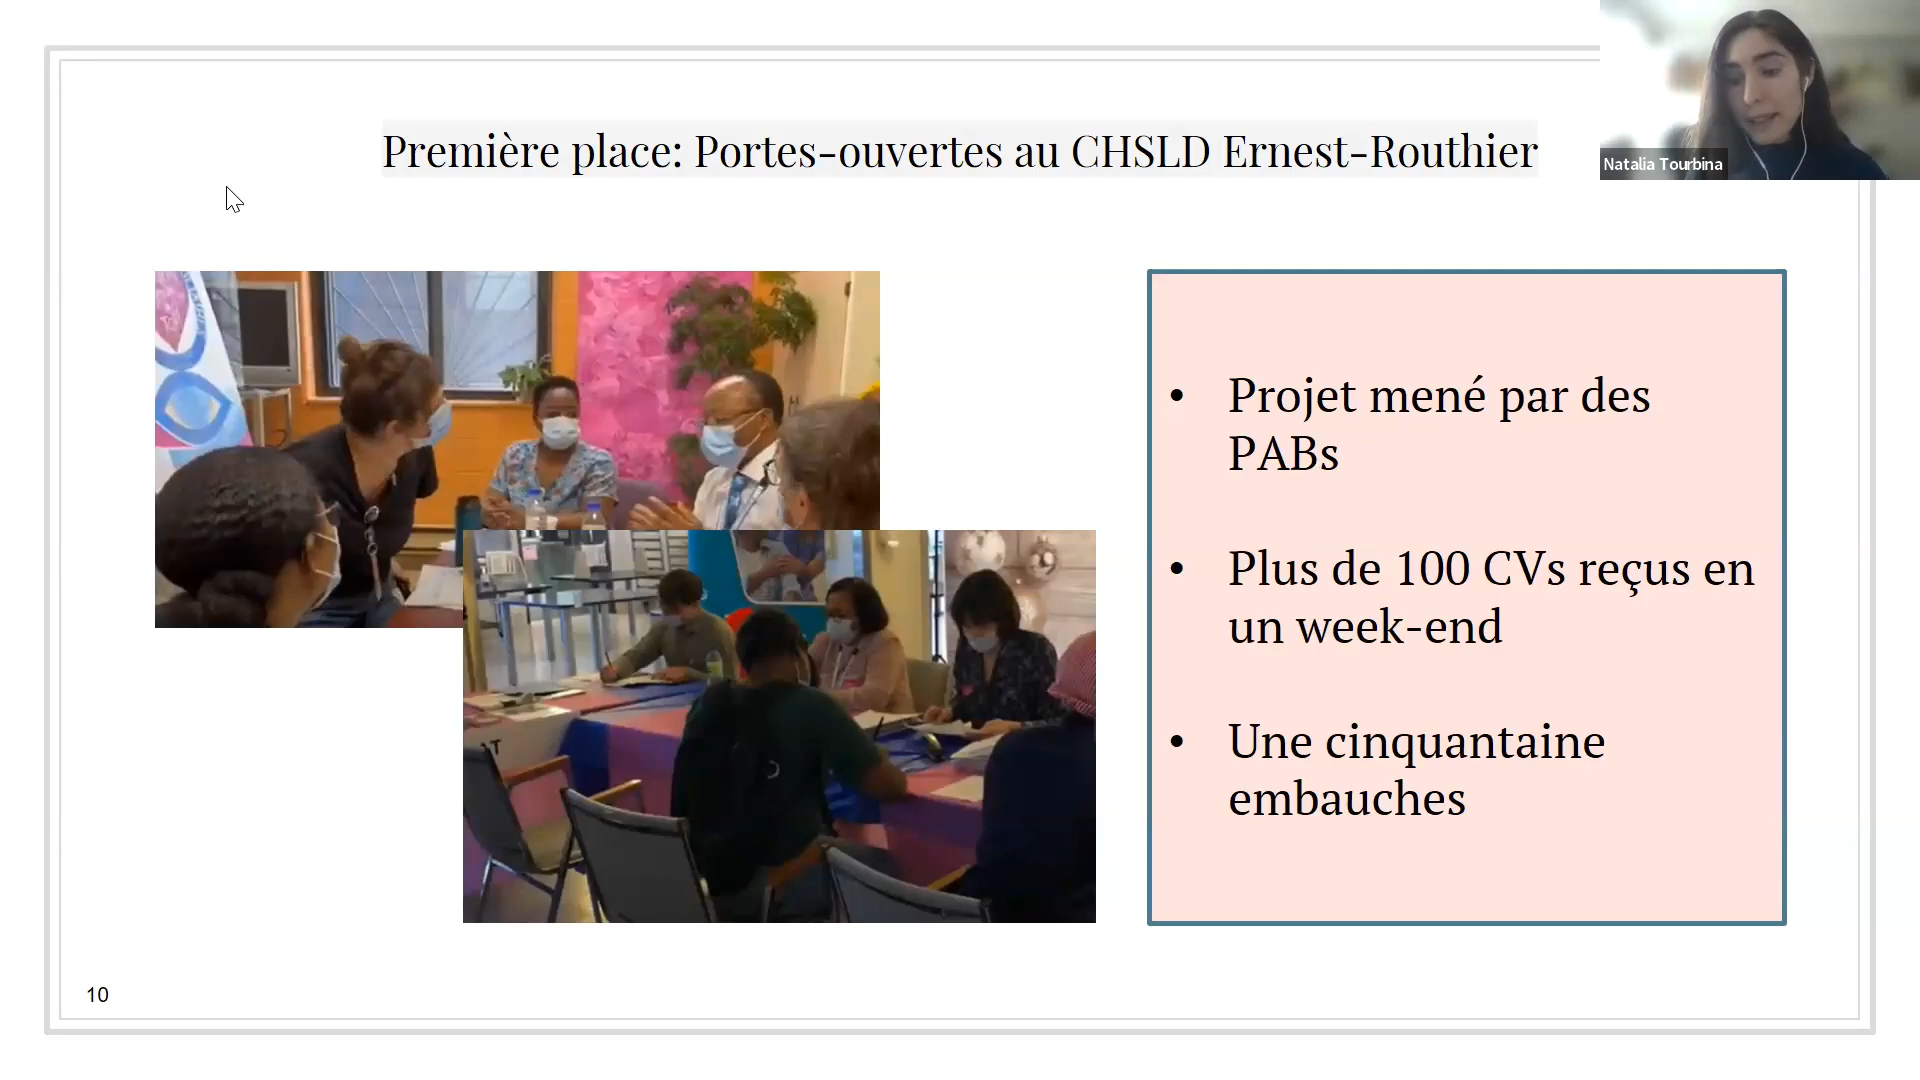 Première place: Portes-ouvertes au CHSLD Ernest-Routhier
Natalia Tourbina
• Projet mené par des
PABs
• Plus de 100 CVs reçus en
un week-end
• Une cinquantaine
embauches
10